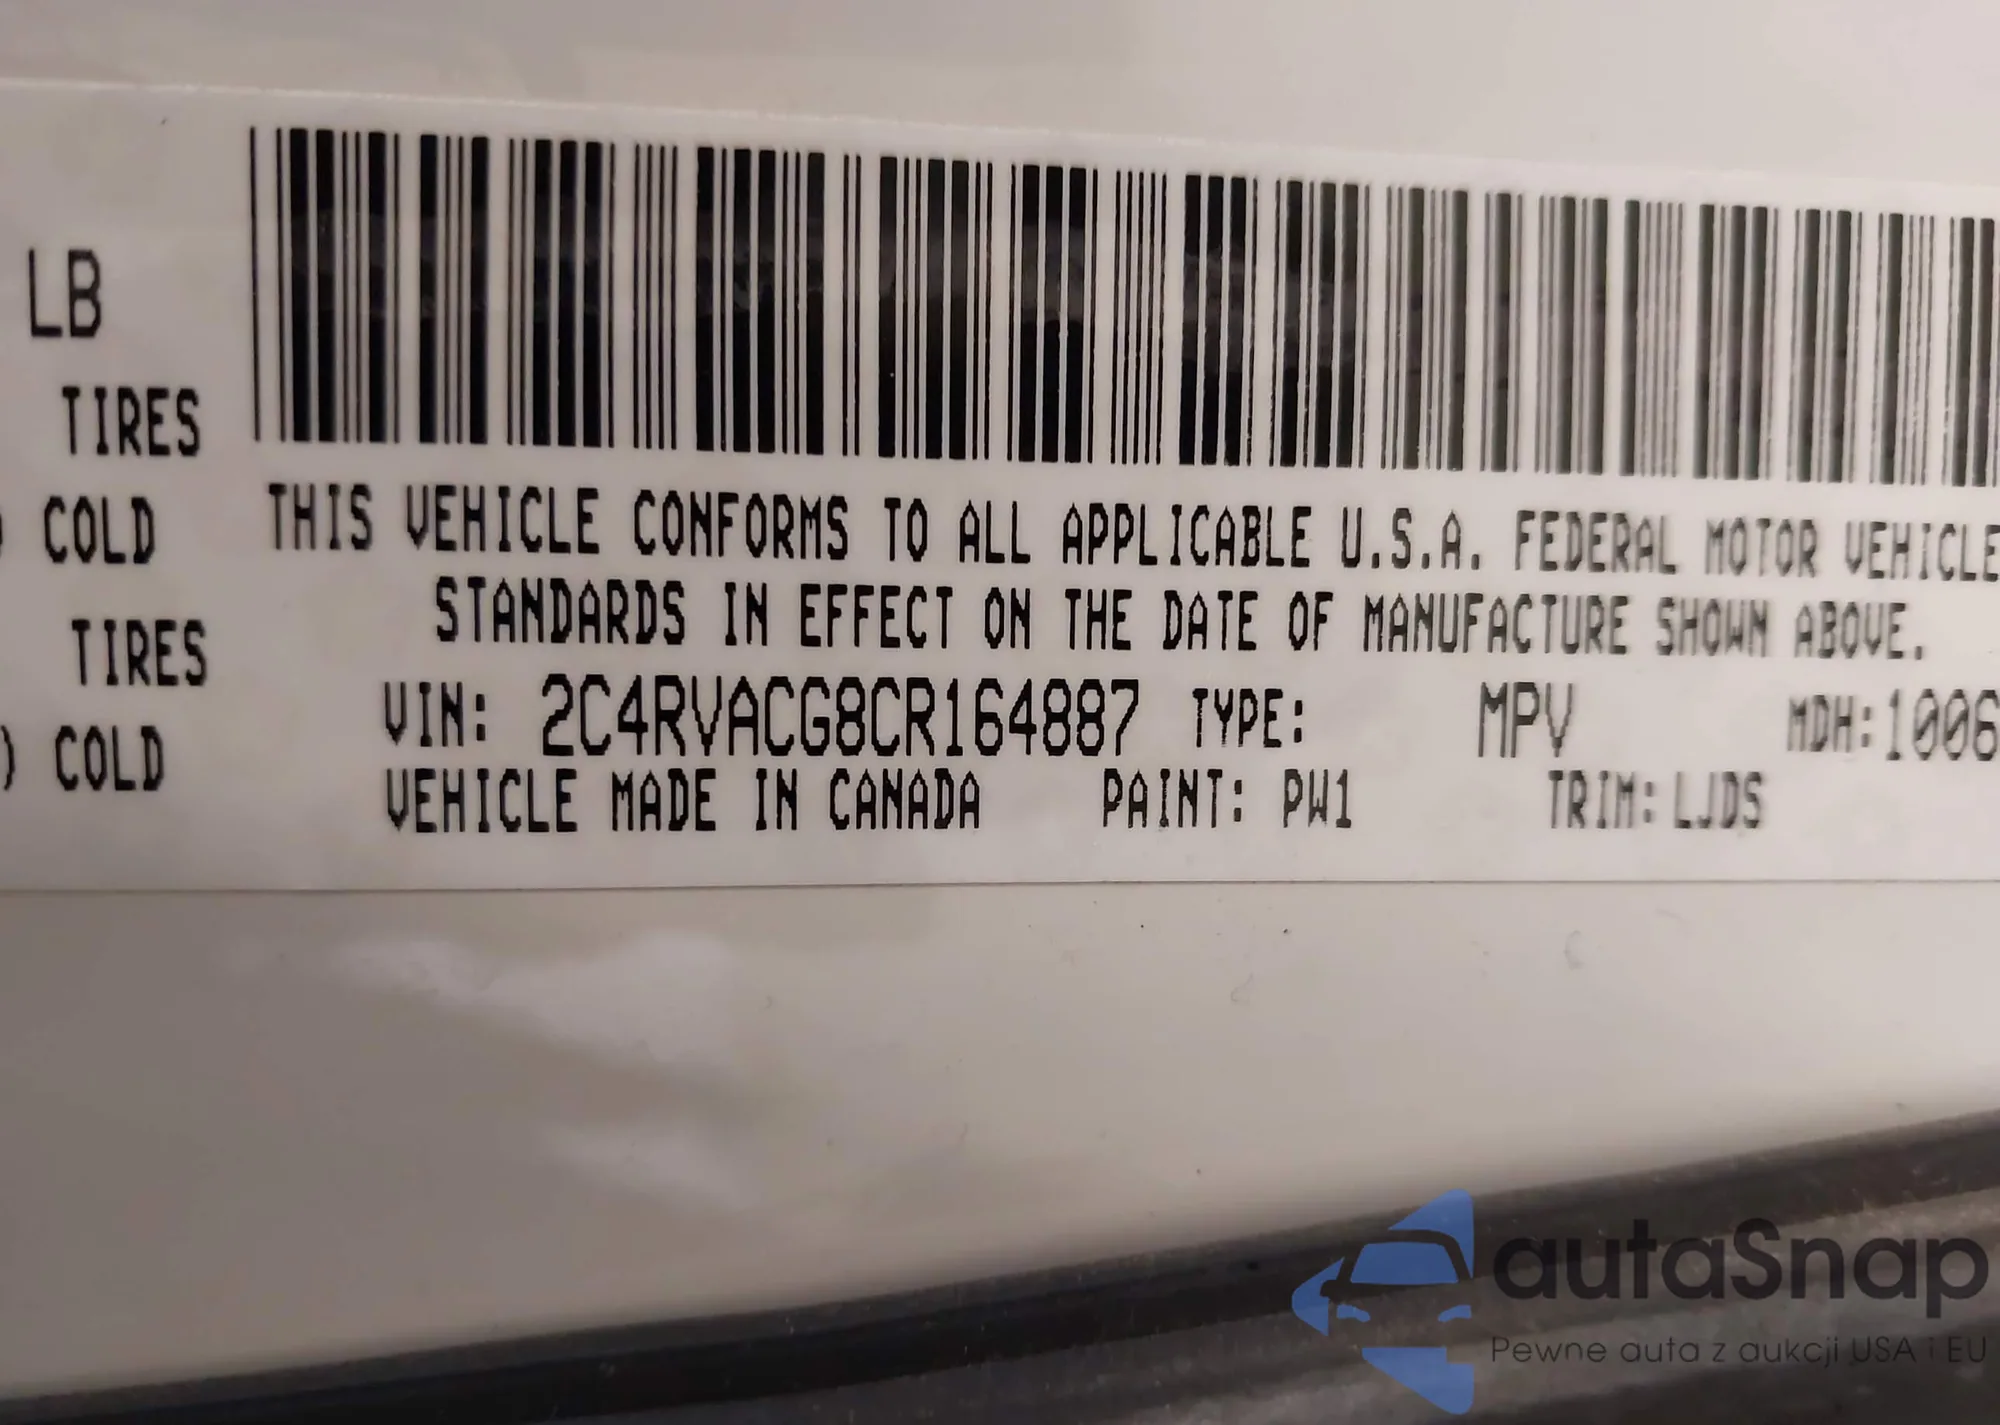 LB
TIRES
) COLD
TIRES
) COLD
THIS VEHICLE CONFORMS TO ALL APPLICABLE U.S.A. FEDERAL MOTOR VEHICLE
STANDARDS IN EFFECT ON THE DATE OF MANUFACTURE SHOWN ABOVE.
VIN: 2C4RVACG8CR164887 TYPE: MPV MDH:1006
VEHICLE MADE IN CANADA PAINT: PW1 TRIM:LJDS
autaSnap
Pewne auta z aukcji USA i EU